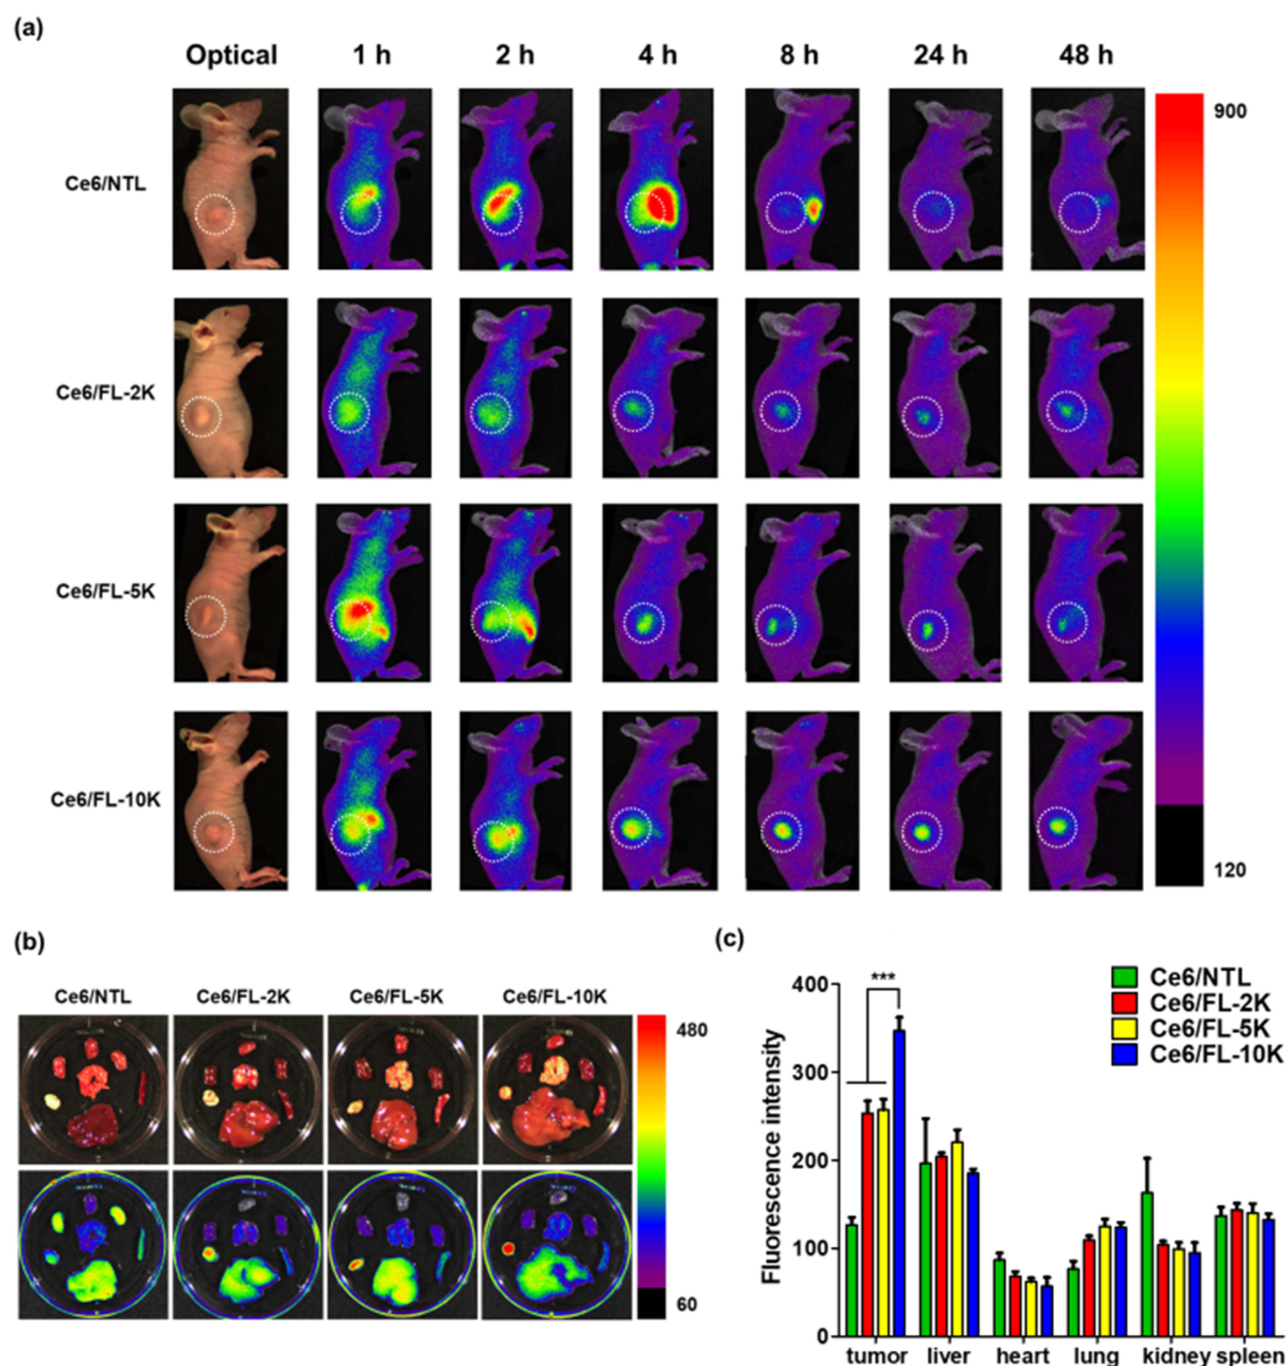 (a)
Optical 1 h 2 h 4 h 8 h 24 h 48 h
900
Ce6/NTL
Ce6/FL-2K
Ce6/FL-5K
Ce6/FL-10K
120
(b)
Ce6/NTL Ce6/FL-2K Ce6/FL-5K Ce6/FL-10K
480
60
(c)
Ce6/NTL
Ce6/FL-2K
Ce6/FL-5K
Ce6/FL-10K
***
Fluorescence intensity
400
300
200
100
0
tumor liver heart lung kidney spleen